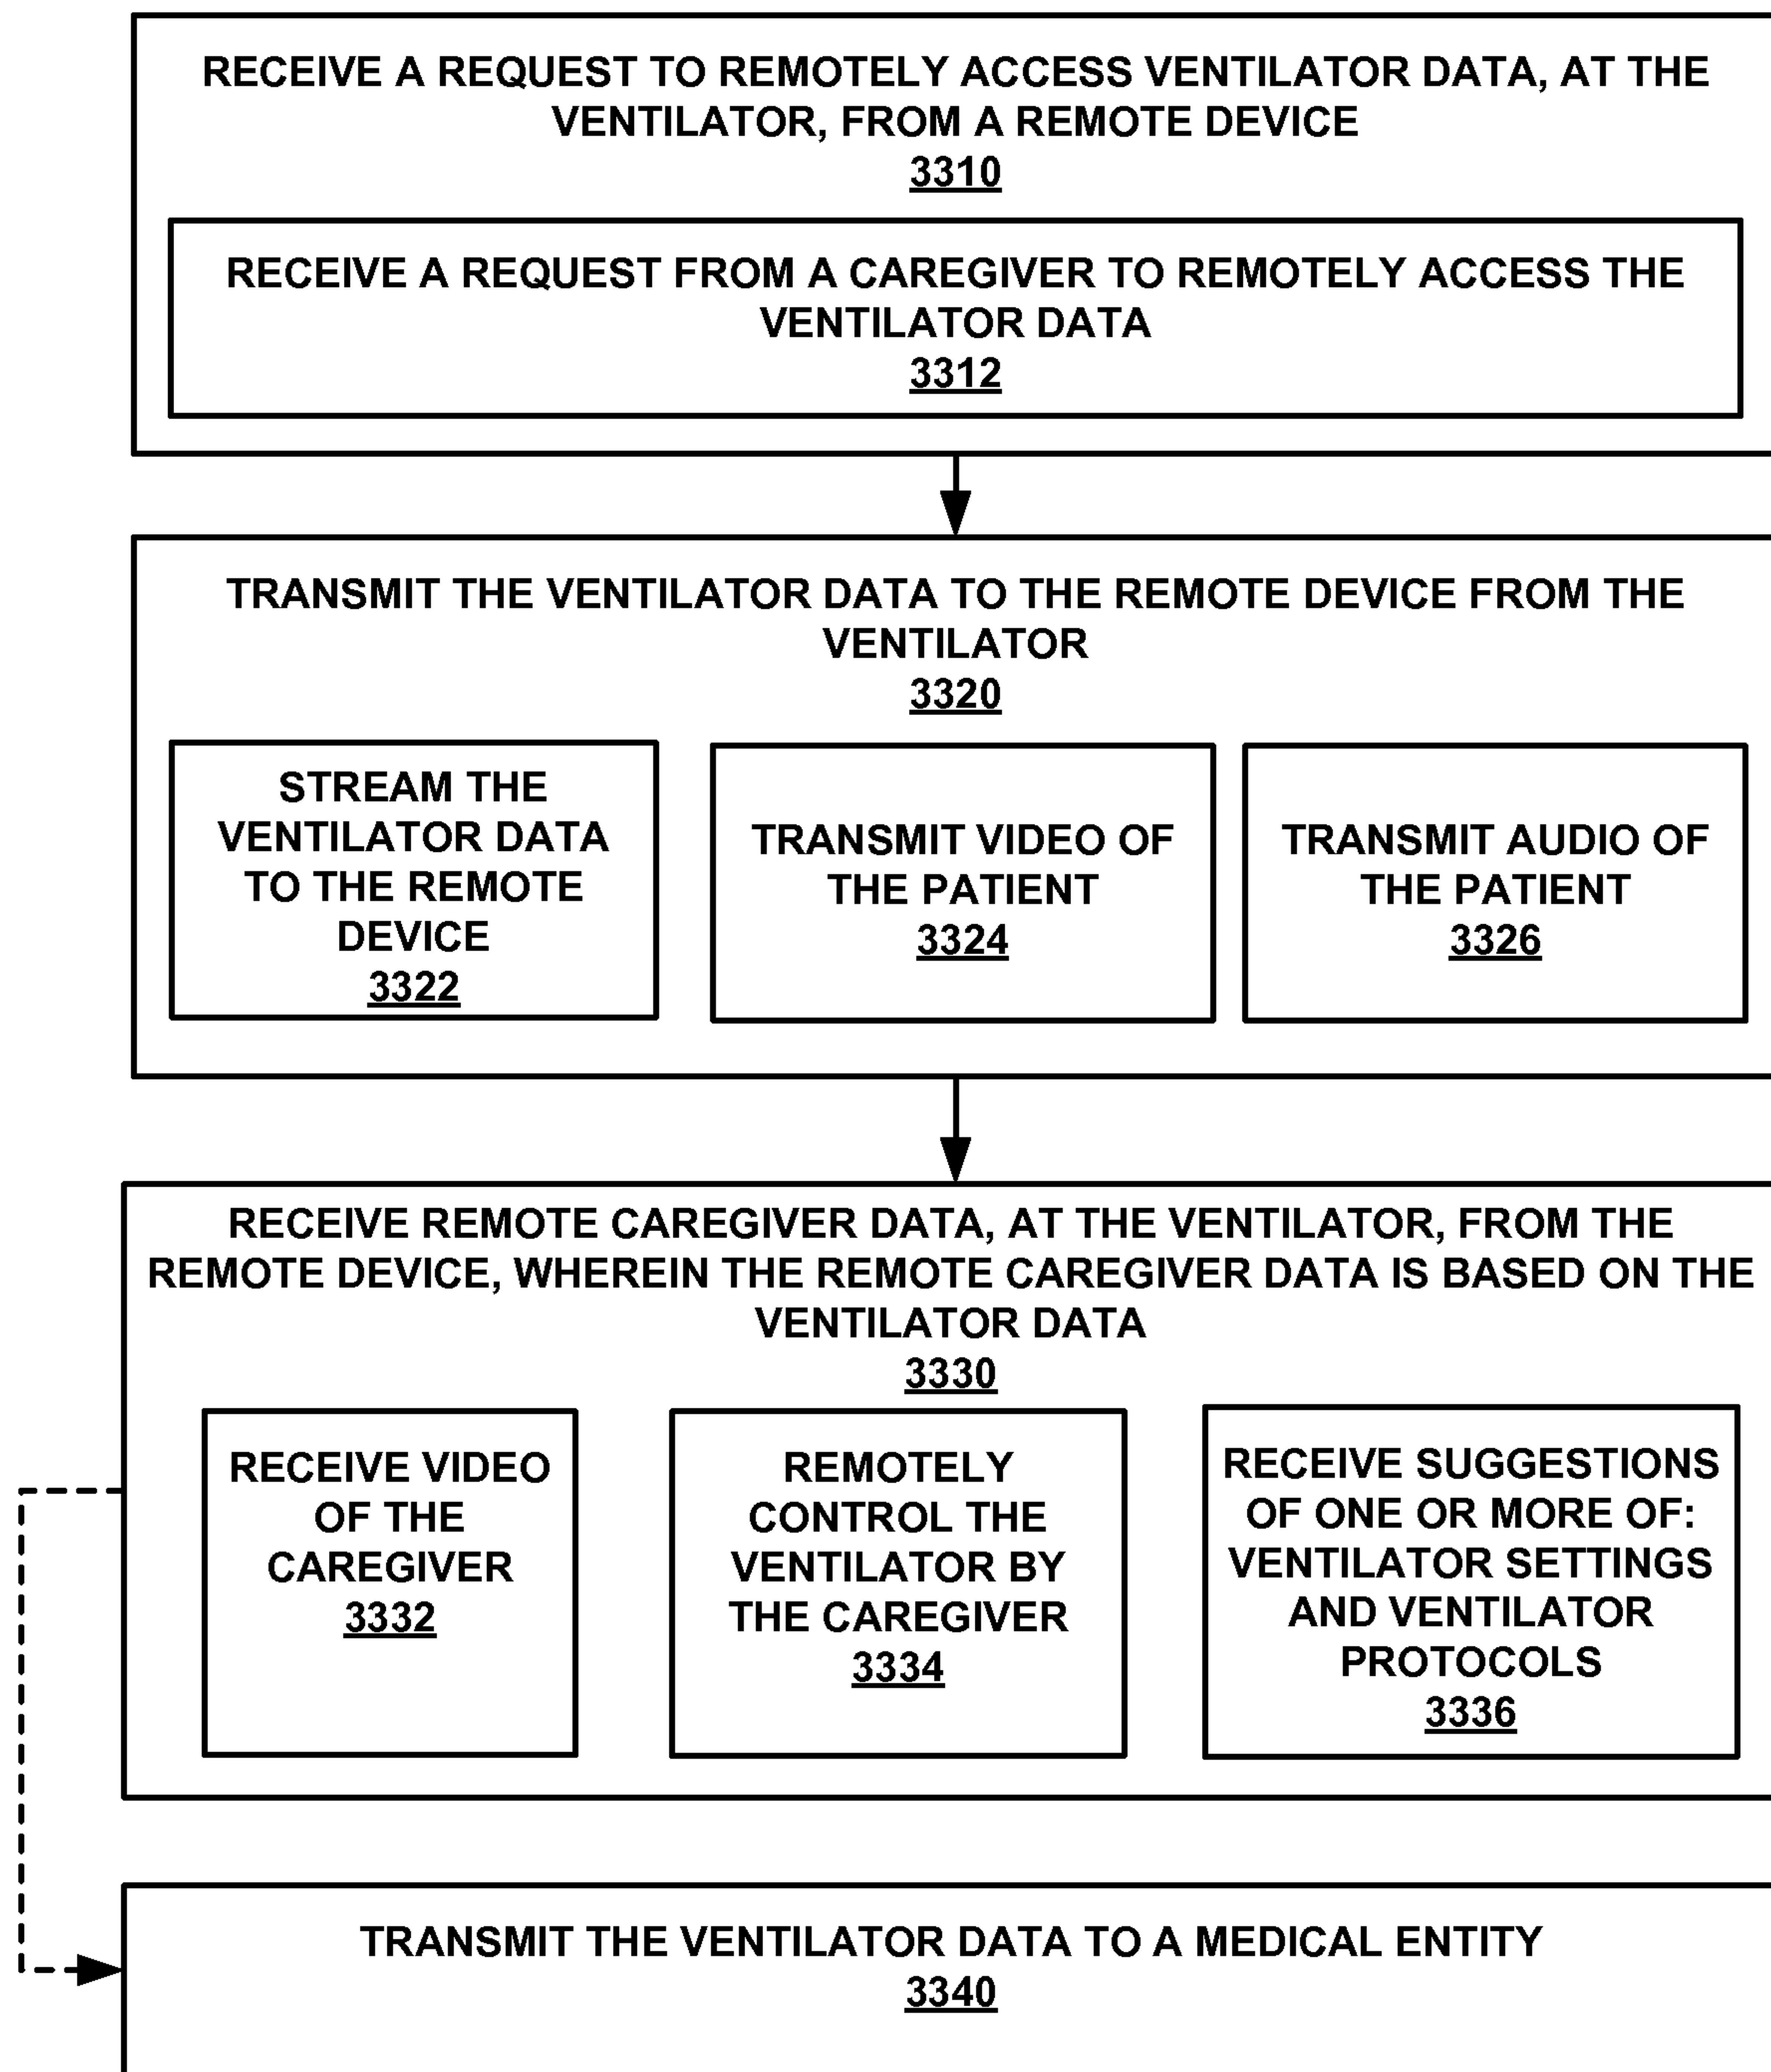 RECEIVE A REQUEST TO REMOTELY ACCESS VENTILATOR DATA, AT THE
VENTILATOR, FROM A REMOTE DEVICE
3310
RECEIVE A REQUEST FROM A CAREGIVER TO REMOTELY ACCESS THE
VENTILATOR DATA
3312
TRANSMIT THE VENTILATOR DATA TO THE REMOTE DEVICE FROM THE
VENTILATOR
3320
STREAM THE
VENTILATOR DATA
TO THE REMOTE
DEVICE
3322
TRANSMIT VIDEO OF
THE PATIENT
3324
TRANSMIT AUDIO OF
THE PATIENT
3326
RECEIVE REMOTE CAREGIVER DATA, AT THE VENTILATOR, FROM THE
REMOTE DEVICE, WHEREIN THE REMOTE CAREGIVER DATA IS BASED ON THE
VENTILATOR DATA
3330
RECEIVE VIDEO
OF THE
CAREGIVER
3332
REMOTELY
CONTROL THE
VENTILATOR BY
THE CAREGIVER
3334
RECEIVE SUGGESTIONS
OF ONE OR MORE OF:
VENTILATOR SETTINGS
AND VENTILATOR
PROTOCOLS
3336
TRANSMIT THE VENTILATOR DATA TO A MEDICAL ENTITY
3340